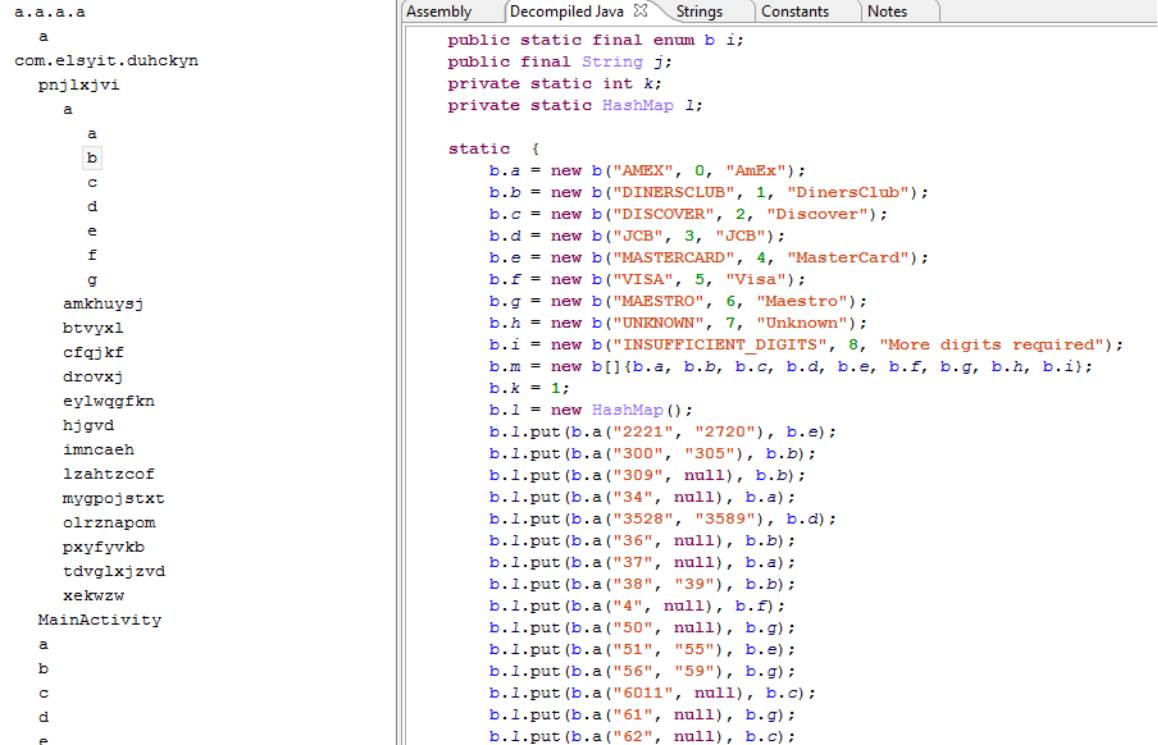 a.a.a.a
a
com.elsyit.duhckyn
pnjlxjvi
a
a
b
c
d
e
f
g
amkhuysj
btvyxl
cfqjkf
drovxj
eylwqgfkn
hjgvd
imncaeh
lzahtzcof
mygpojstxt
olrznapom
pxyfyvkb
tdvglxjzvd
xekwzw
MainActivity
a
b
c
d
e
Assembly Decompiled Java Strings Constants Notes
public static final enum b i;
public final String j;
private static int k;
private static HashMap l;
static {
b.a = new b("AMEX", 0, "AmEx");
b.b = new b("DINERSCLUB", 1, "DinersClub");
b.c = new b("DISCOVER", 2, "Discover");
b.d = new b("JCB", 3, "JCB");
b.e = new b("MASTERCARD", 4, "MasterCard");
b.f = new b("VISA", 5, "Visa");
b.g = new b("MAESTRO", 6, "Maestro");
b.h = new b("UNKNOWN", 7, "Unknown");
b.i = new b("INSUFFICIENT_DIGITS", 8, "More digits required");
b.m = new b[]{b.a, b.b, b.c, b.d, b.e, b.f, b.g, b.h, b.i};
b.k = 1;
b.l = new HashMap();
b.l.put(b.a("2221", "2720"), b.e);
b.l.put(b.a("300", "305"), b.b);
b.l.put(b.a("309", null), b.b);
b.l.put(b.a("34", null), b.a);
b.l.put(b.a("3528", "3589"), b.d);
b.l.put(b.a("36", null), b.b);
b.l.put(b.a("37", null), b.a);
b.l.put(b.a("38", "39"), b.b);
b.l.put(b.a("4", null), b.f);
b.l.put(b.a("50", null), b.g);
b.l.put(b.a("51", "55"), b.e);
b.l.put(b.a("56", "59"), b.g);
b.l.put(b.a("6011", null), b.c);
b.l.put(b.a("61", null), b.g);
b.l.put(b.a("62", null), b.c);